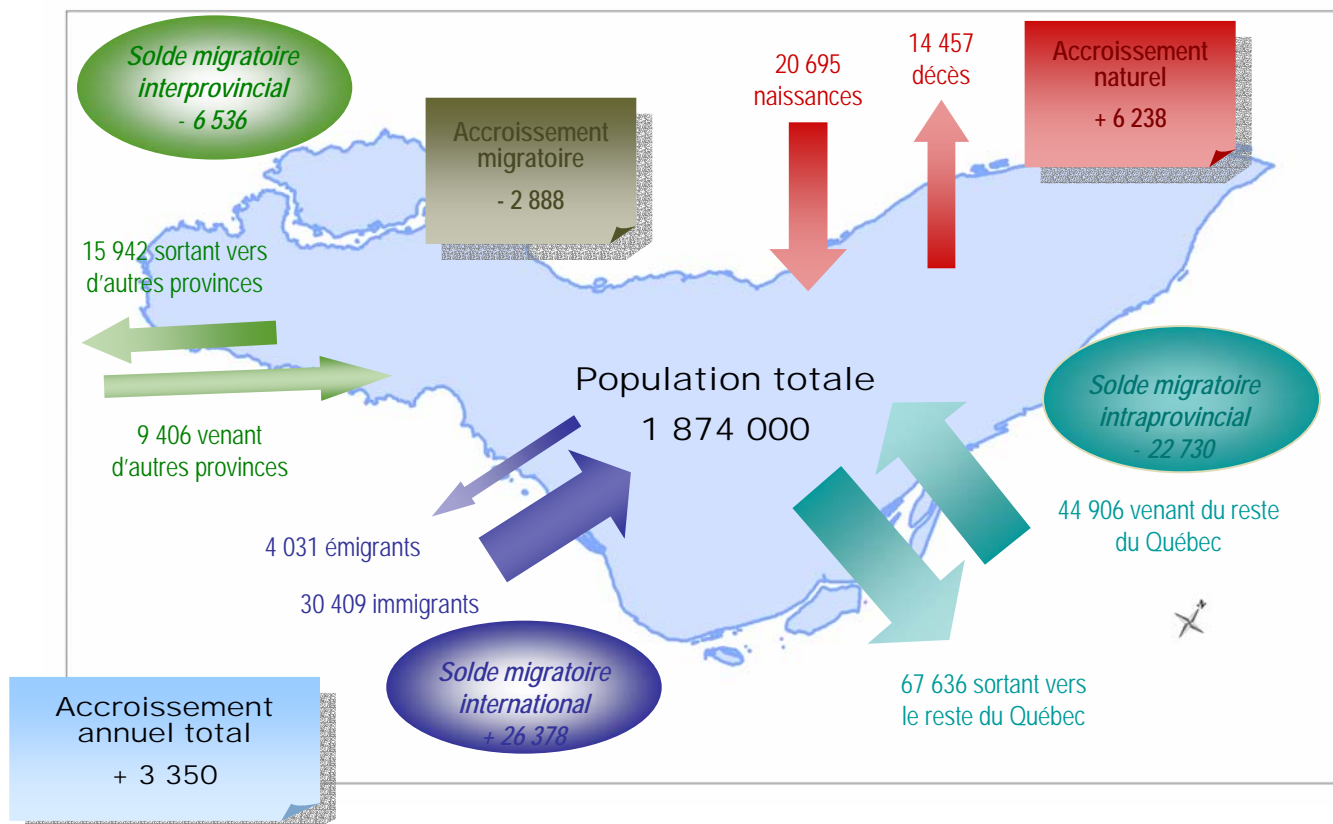 Solde migratoire
interprovincial
- 6 536
Accroissement
migratoire
- 2 888
20 695
naissances
14 457
décès
Accroissement
naturel
+ 6 238
15 942 sortant vers
d'autres provinces
9 406 venant
d'autres provinces
Population totale
1 874 000
Solde migratoire
intraprovincial
- 22 730
4 031 émigrants
30 409 immigrants
44 906 venant du reste
du Québec
Solde migratoire
international
+ 26 378
67 636 sortant vers
le reste du Québec
N
Accroissement
annuel total
+ 3 350